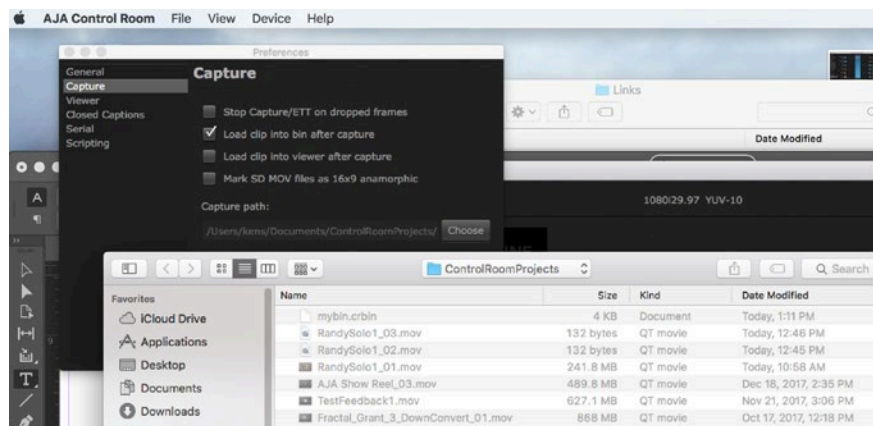 AJA Control Room File View Device Help
Preferences
General
Capture
Viewer
Closed Captions
Serial
Scripting
Capture
Stop Capture/ETT on dropped frames
Load clip into bin after capture
Load clip into viewer after capture
Mark SD MOV files as 16x9 anamorphic
Capture path:
/Users/kens/Documents/ControlRoomProjects/ Choose
Links
Date Modified
1080i29.97 YUV-10
A
T
9
ControlRoomProjects
Search
Favorites
iCloud Drive
Applications
Desktop
Documents
Downloads
Name Size Kind Date Modified
mybin.crbin 4 KB Document Today, 1:11 PM
RandySolo1_03.mov 132 bytes QT movie Today, 12:46 PM
RandySolo1_02.mov 132 bytes QT movie Today, 12:45 PM
RandySolo1_01.mov 241.8 MB QT movie Today, 10:58 AM
AJA Show Reel_03.mov 489.8 MB QT movie Dec 18, 2017, 2:35 PM
TestFeedback1.mov 627.1 MB QT movie Nov 21, 2017, 3:06 PM
Fractal_Grant_3_DownConvert_01.mov 868 MB QT movie Oct 17, 2017, 12:18 PM